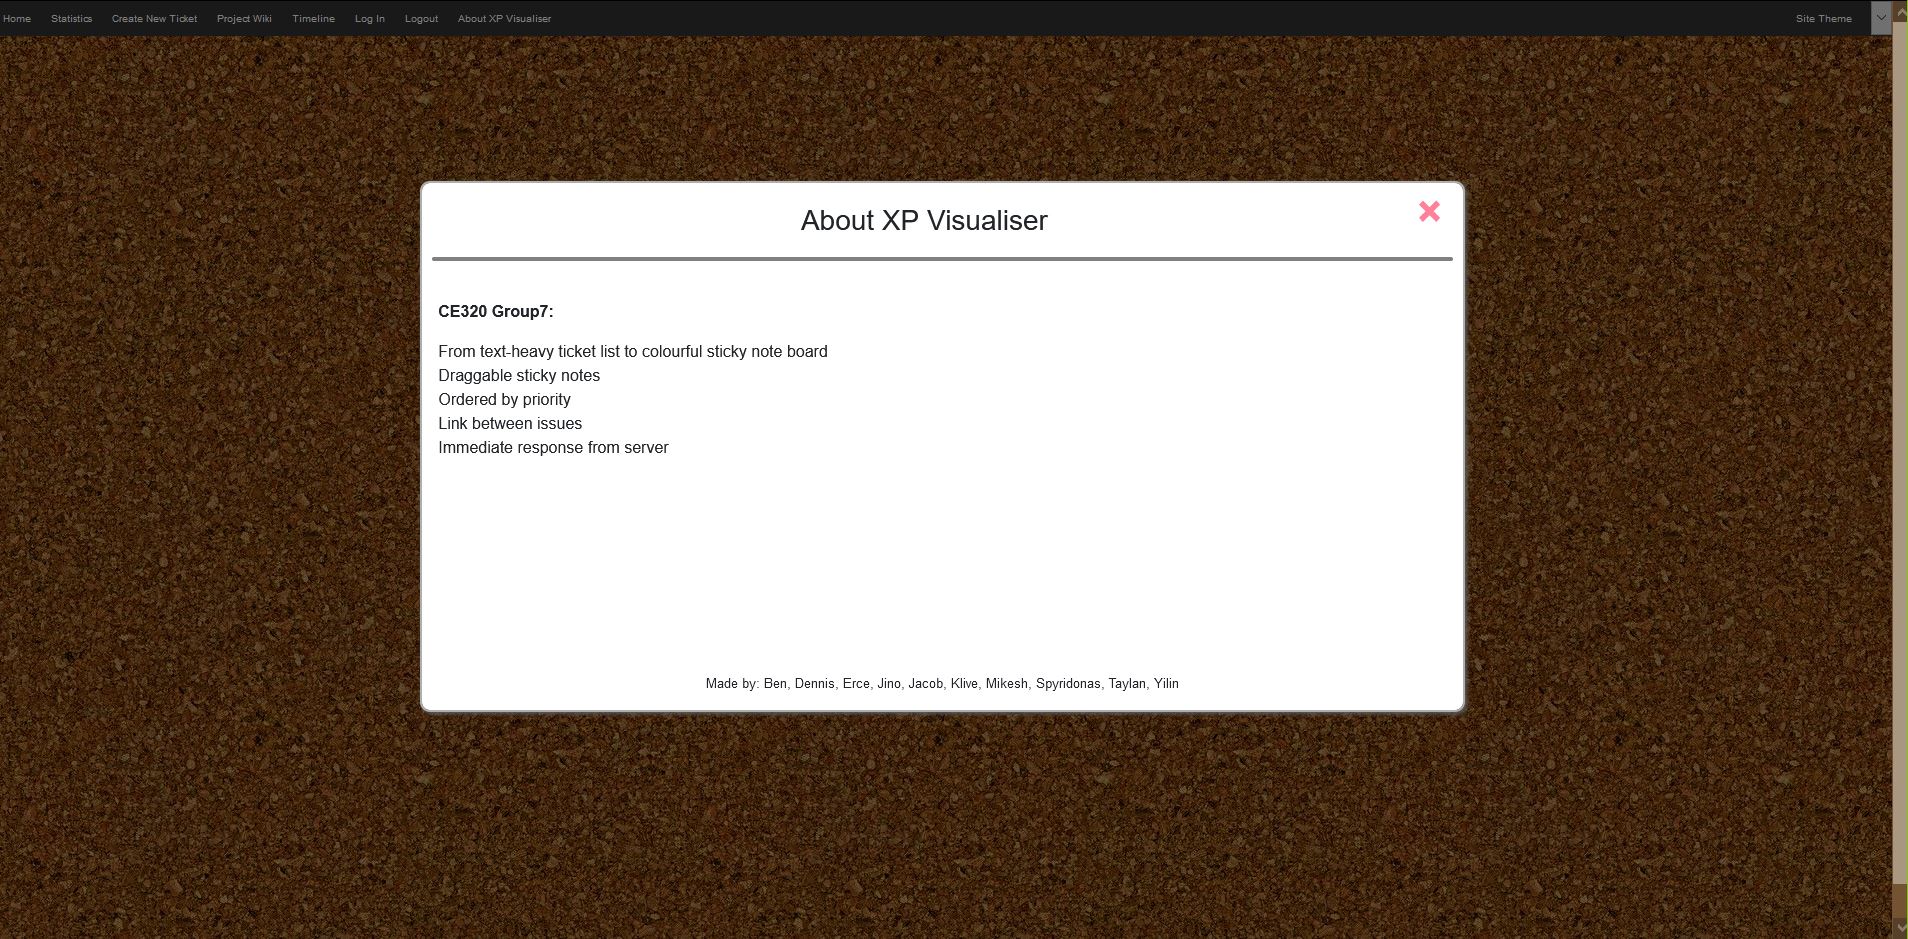 Home Statistics Create New Ticket Project Wiki Timeline Log In Logout About XP Visualiser Site Theme
About XP Visualiser
CE320 Group7:
From text-heavy ticket list to colourful sticky note board
Draggable sticky notes
Ordered by priority
Link between issues
Immediate response from server
Made by: Ben, Dennis, Erce, Jino, Jacob, Klive, Mikesh, Spyridonas, Taylan, Yilin